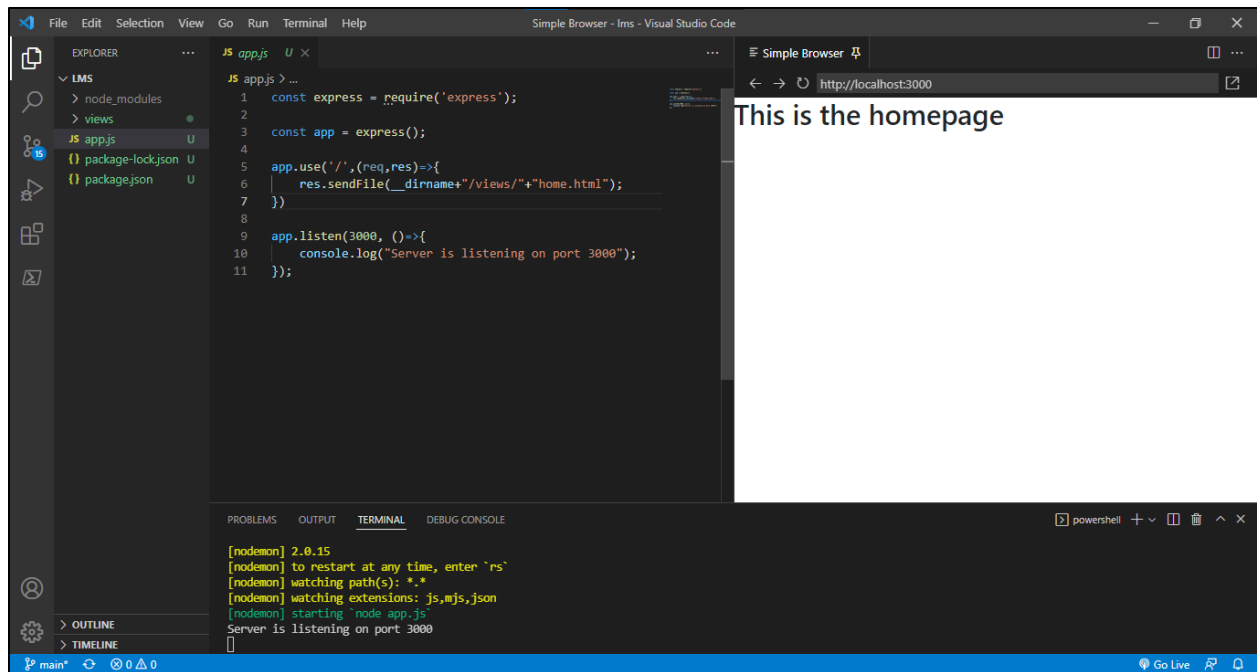 File Edit Selection View Go Run Terminal Help
Simple Browser - lms - Visual Studio Code
EXPLORER ...
LMS
node_modules
views
JS app.js U
{} package-lock.json U
{} package.json U
15
JS app.js U ...
JS app.js > ...
1 const express = require('express');
2
3 const app = express();
4
5 app.use('/',(req,res)=>{
6 res.sendFile(__dirname+"/views/"+"home.html");
7 })
8
9 app.listen(3000, ()=>{
10 console.log("Server is listening on port 3000");
11 });
Simple Browser ...
http://localhost:3000
This is the homepage
PROBLEMS OUTPUT TERMINAL DEBUG CONSOLE
powershell
[nodemon] 2.0.15
[nodemon] to restart at any time, enter `rs`
[nodemon] watching path(s): *.*
[nodemon] watching extensions: js,mjs,json
[nodemon] starting `node app.js`
Server is listening on port 3000
OUTLINE
TIMELINE
main* 0 0
Go Live